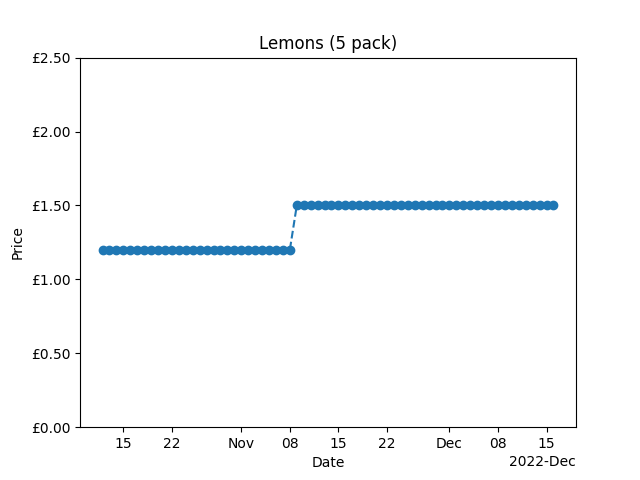 Lemons (5 pack)
£2.50
£2.00
£1.50
£1.00
£0.50
£0.00
Price
15 22 Nov 08 15 22 Dec 08 15
Date
2022-Dec